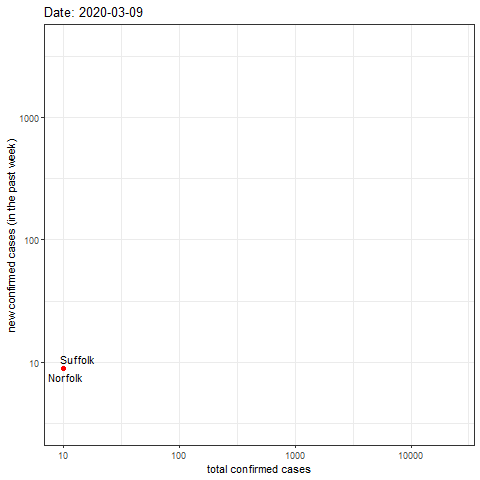 Date: 2020-03-09
new confirmed cases (in the past week)
1000
100
10
Suffolk
Norfolk
10 100 1000 10000
total confirmed cases